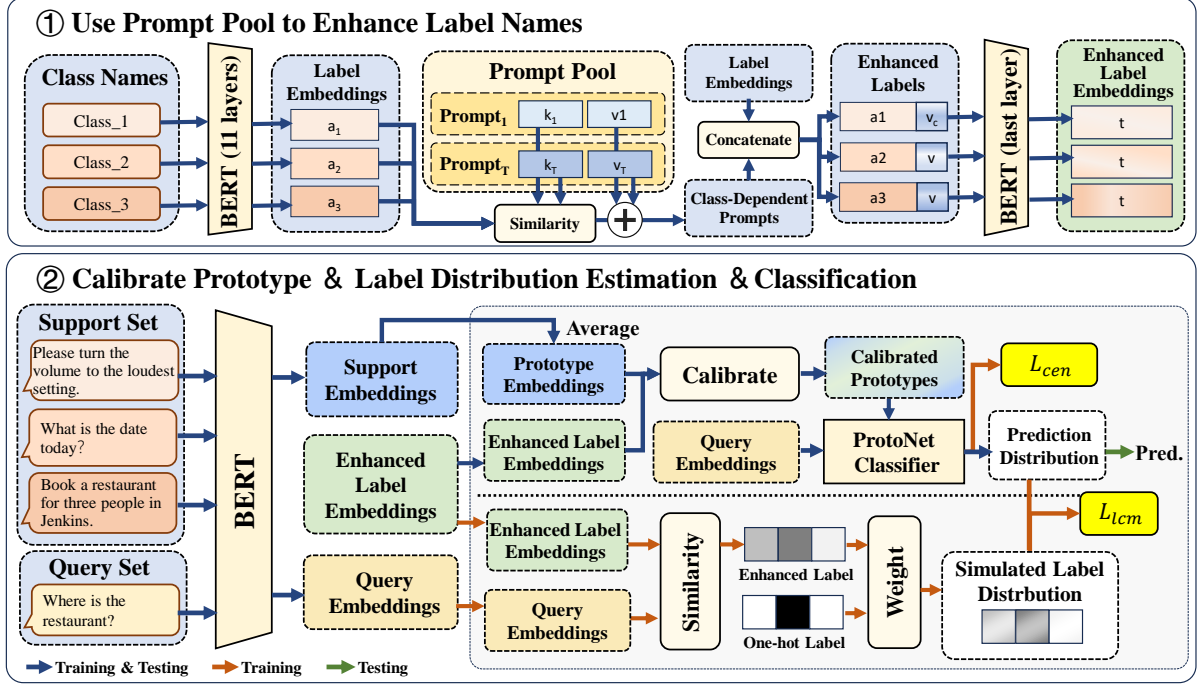 ① Use Prompt Pool to Enhance Label Names
Class Names
Class_1
Class_2
Class_3
BERT (11 layers)
Label
Embeddings
a1
a2
a3
Prompt Pool
Prompt1
k1
v1
PromptT
kT
vT
Similarity
+
Label
Embeddings
Concatenate
Class-Dependent
Prompts
Enhanced
Labels
a1
vc
a2
v
a3
v
BERT (last layer)
Enhanced
Label
Embeddings
t
t
t
② Calibrate Prototype & Label Distribution Estimation & Classification
Support Set
Please turn the
volume to the loudest
setting.
What is the date
today?
Book a restaurant
for three people in
Jenkins.
Query Set
Where is the
restaurant?
BERT
Support
Embeddings
Enhanced
Label
Embeddings
Query
Embeddings
Average
Prototype
Embeddings
Enhanced Label
Embeddings
Calibrate
Calibrated
Prototypes
Query
Embeddings
ProtoNet
Classifier
Lcen
Prediction
Distribution
Pred.
Llcm
Enhanced Label
Embeddings
Query
Embeddings
Similarity
Enhanced Label
One-hot Label
Weight
Simulated Label
Distrbution
Training & Testing
Training
Testing